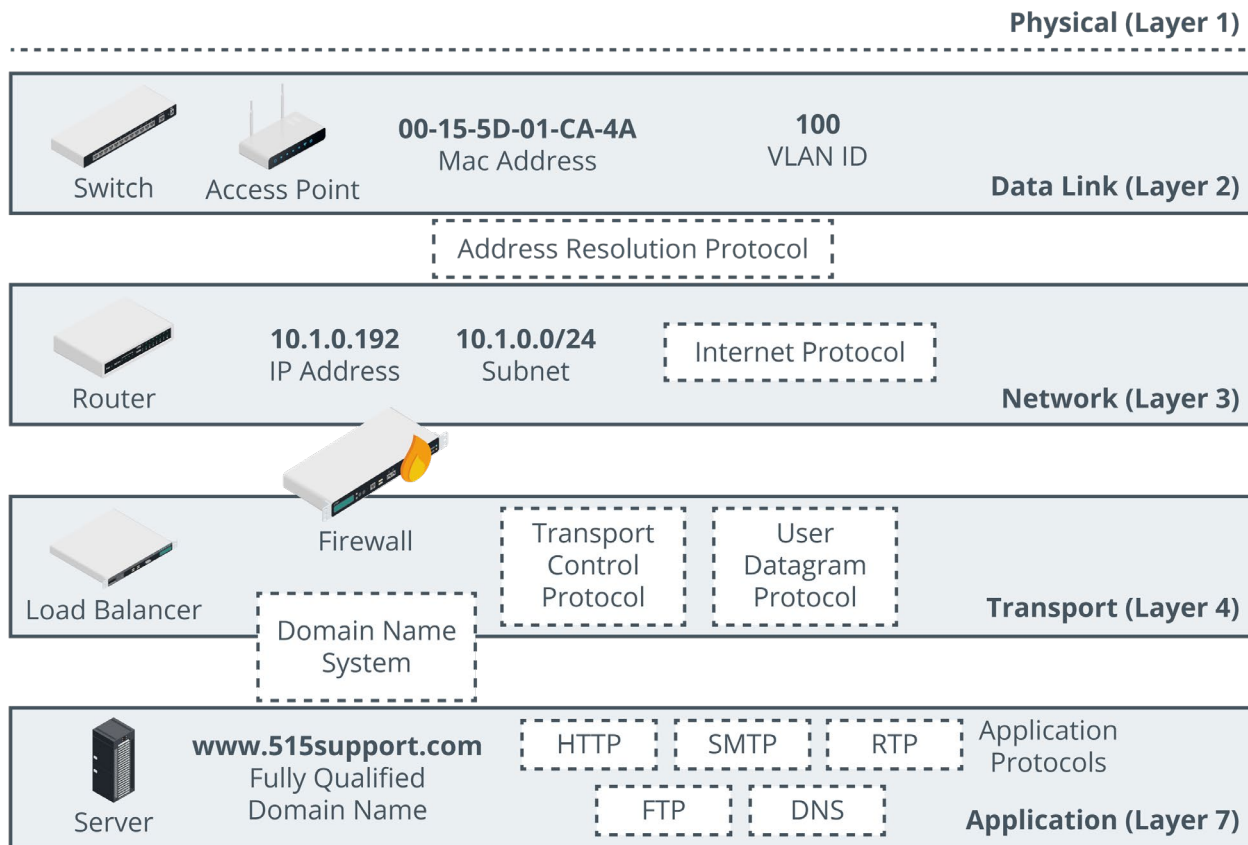 Physical (Layer 1)
00-15-5D-01-CA-4A
Mac Address
100
VLAN ID
Switch
Access Point
Data Link (Layer 2)
Address Resolution Protocol
10.1.0.192
IP Address
10.1.0.0/24
Subnet
Internet Protocol
Router
Network (Layer 3)
Firewall
Transport
Control
Protocol
User
Datagram
Protocol
Load Balancer
Transport (Layer 4)
Domain Name
System
www.515support.com
Fully Qualified
Domain Name
HTTP
SMTP
RTP
Application
Protocols
FTP
DNS
Server
Application (Layer 7)